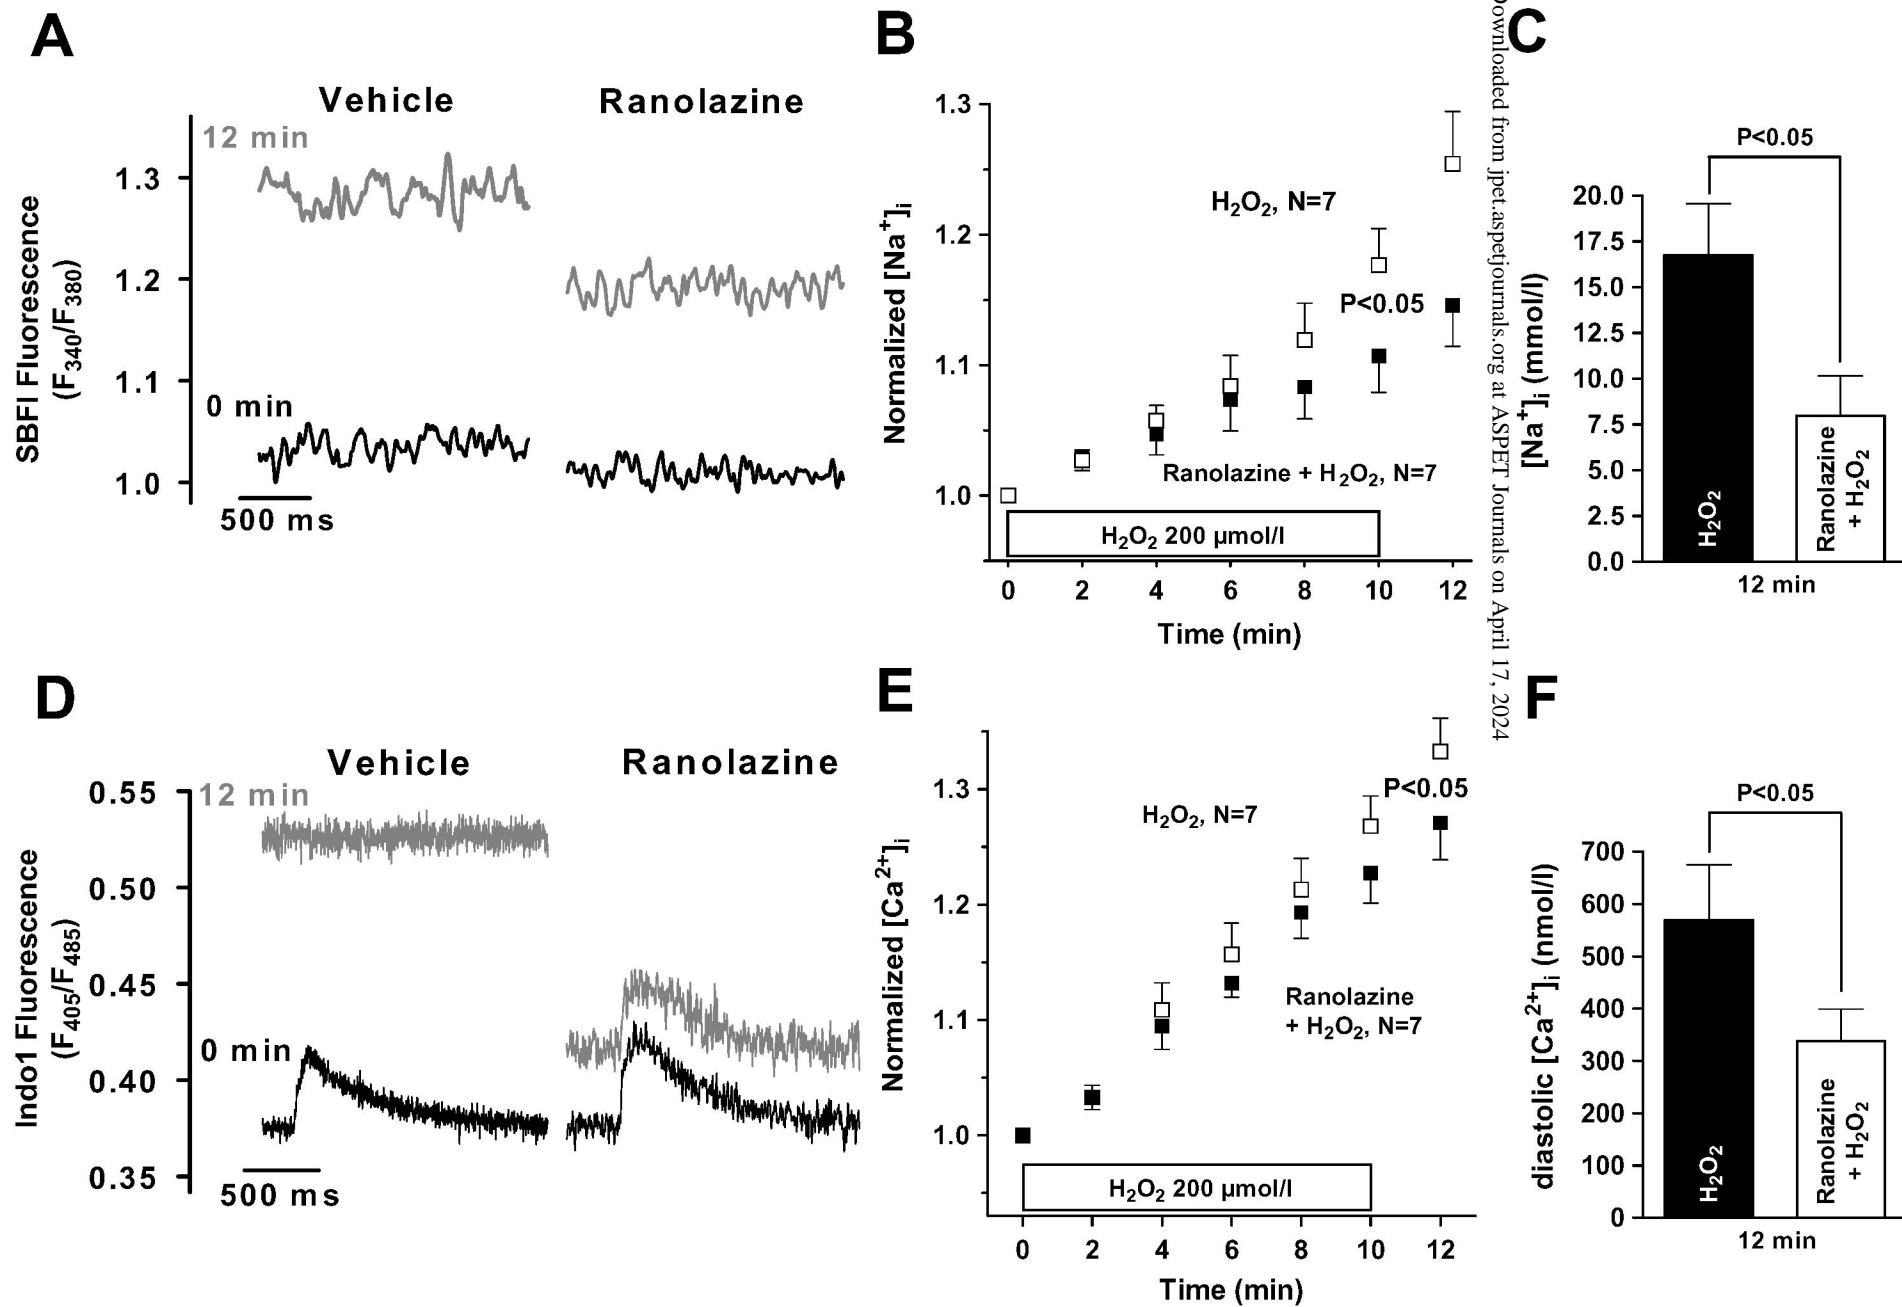 A
Vehicle
Ranolazine
12 min
1.3
1.2
1.1
1.0
0 min
500 ms
SBFI Fluorescence
(F340/F380)
B
1.3
1.2
1.1
1.0
Normalized [Na+]i
H2O2, N=7
P<0.05
Ranolazine + H2O2, N=7
H2O2 200 µmol/l
0 2 4 6 8 10 12
Time (min)
Downloaded from jpet.aspetjournals.org at ASPET Journals on April 17, 2024
C
P<0.05
20.0
17.5
15.0
12.5
10.0
7.5
5.0
2.5
0.0
[Na+]i (mmol/l)
H2O2
Ranolazine
+ H2O2
12 min
D
Vehicle
Ranolazine
0.55
0.50
0.45
0.40
0.35
12 min
0 min
500 ms
Indo1 Fluorescence
(F405/F485)
E
1.3
1.2
1.1
1.0
Normalized [Ca2+]i
H2O2, N=7
P<0.05
Ranolazine
+ H2O2, N=7
H2O2 200 µmol/l
0 2 4 6 8 10 12
Time (min)
F
P<0.05
700
600
500
400
300
200
100
0
diastolic [Ca2+]i (nmol/l)
H2O2
Ranolazine
+ H2O2
12 min